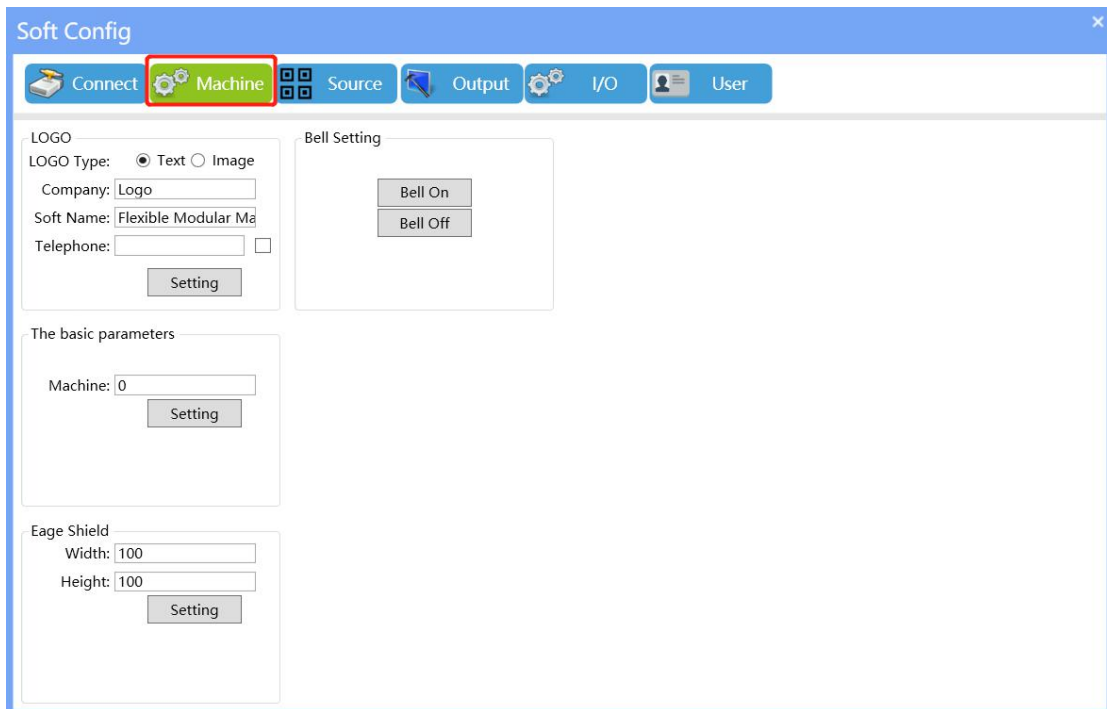 Soft Config
Connect Machine Source Output I/O User
LOGO
LOGO Type: Text Image
Company: Logo
Soft Name: Flexible Modular Ma
Telephone:
Setting
Bell Setting
Bell On
Bell Off
The basic parameters
Machine: 0
Setting
Eage Shield
Width: 100
Height: 100
Setting